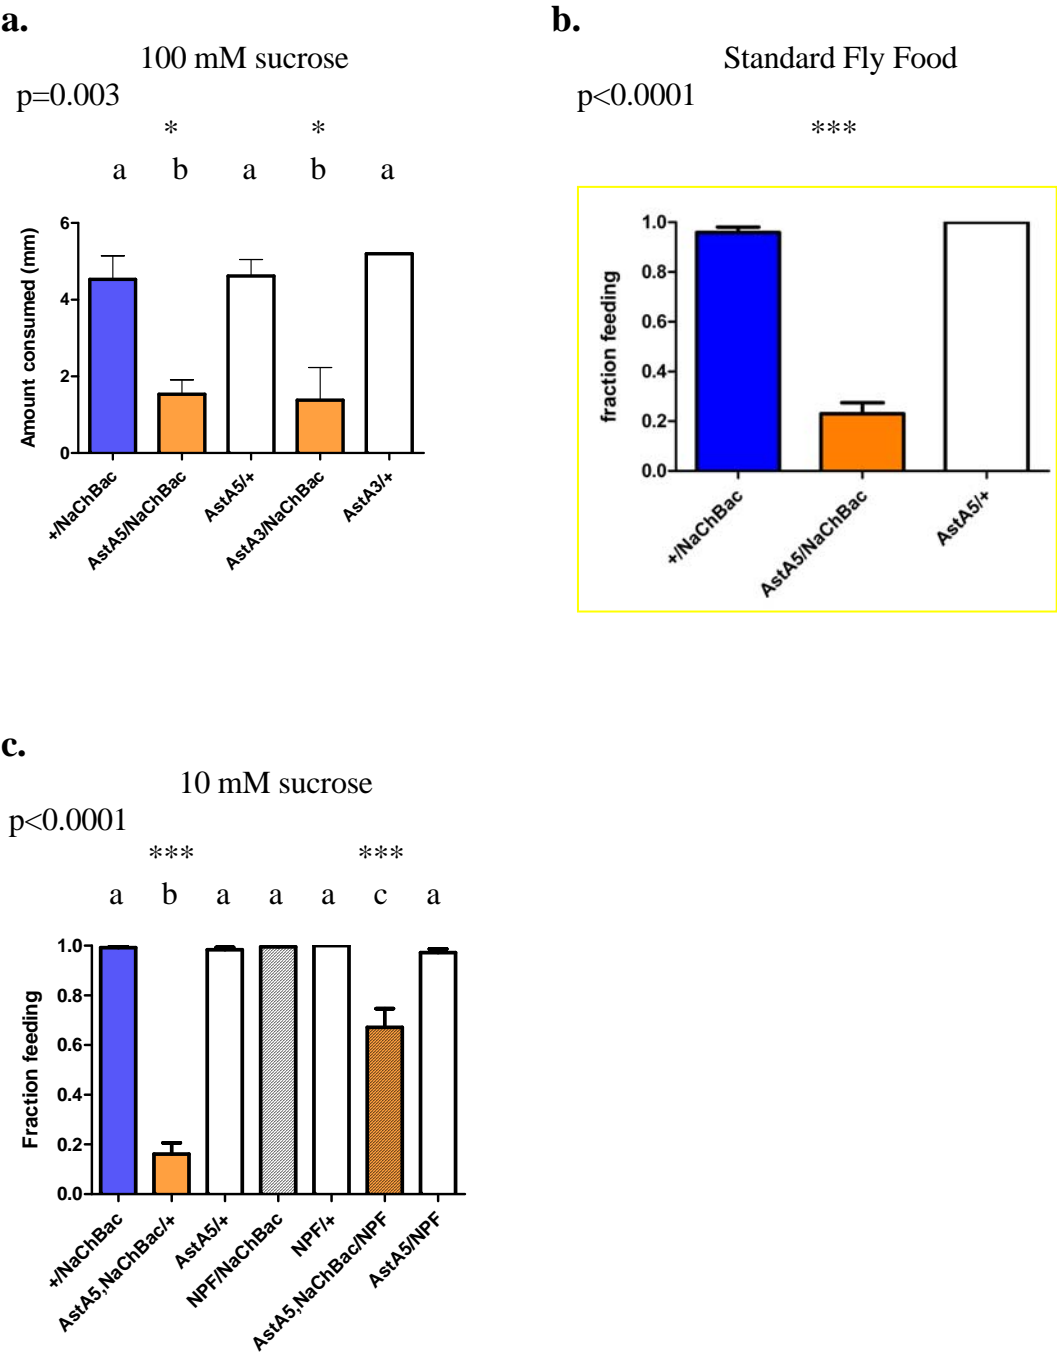 a.
100 mM sucrose
p=0.003
* *
a b a b a
6
4
2
0
Amount consumed (mm)
+/NaChBac
AstA5/NaChBac
AstA5/+
AstA3/NaChBac
AstA3/+
b.
Standard Fly Food
p<0.0001
***
1.0
0.8
0.6
0.4
0.2
0.0
fraction feeding
+/NaChBac
AstA5/NaChBac
AstA5/+
c.
10 mM sucrose
p<0.0001
*** ***
a b a a a c a
1.0
0.8
0.6
0.4
0.2
0.0
Fraction feeding
+/NaChBac
AstA5,NaChBac/+
AstA5/+
NPF/NaChBac
NPF/+
AstA5,NaChBac/NPF
AstA5/NPF